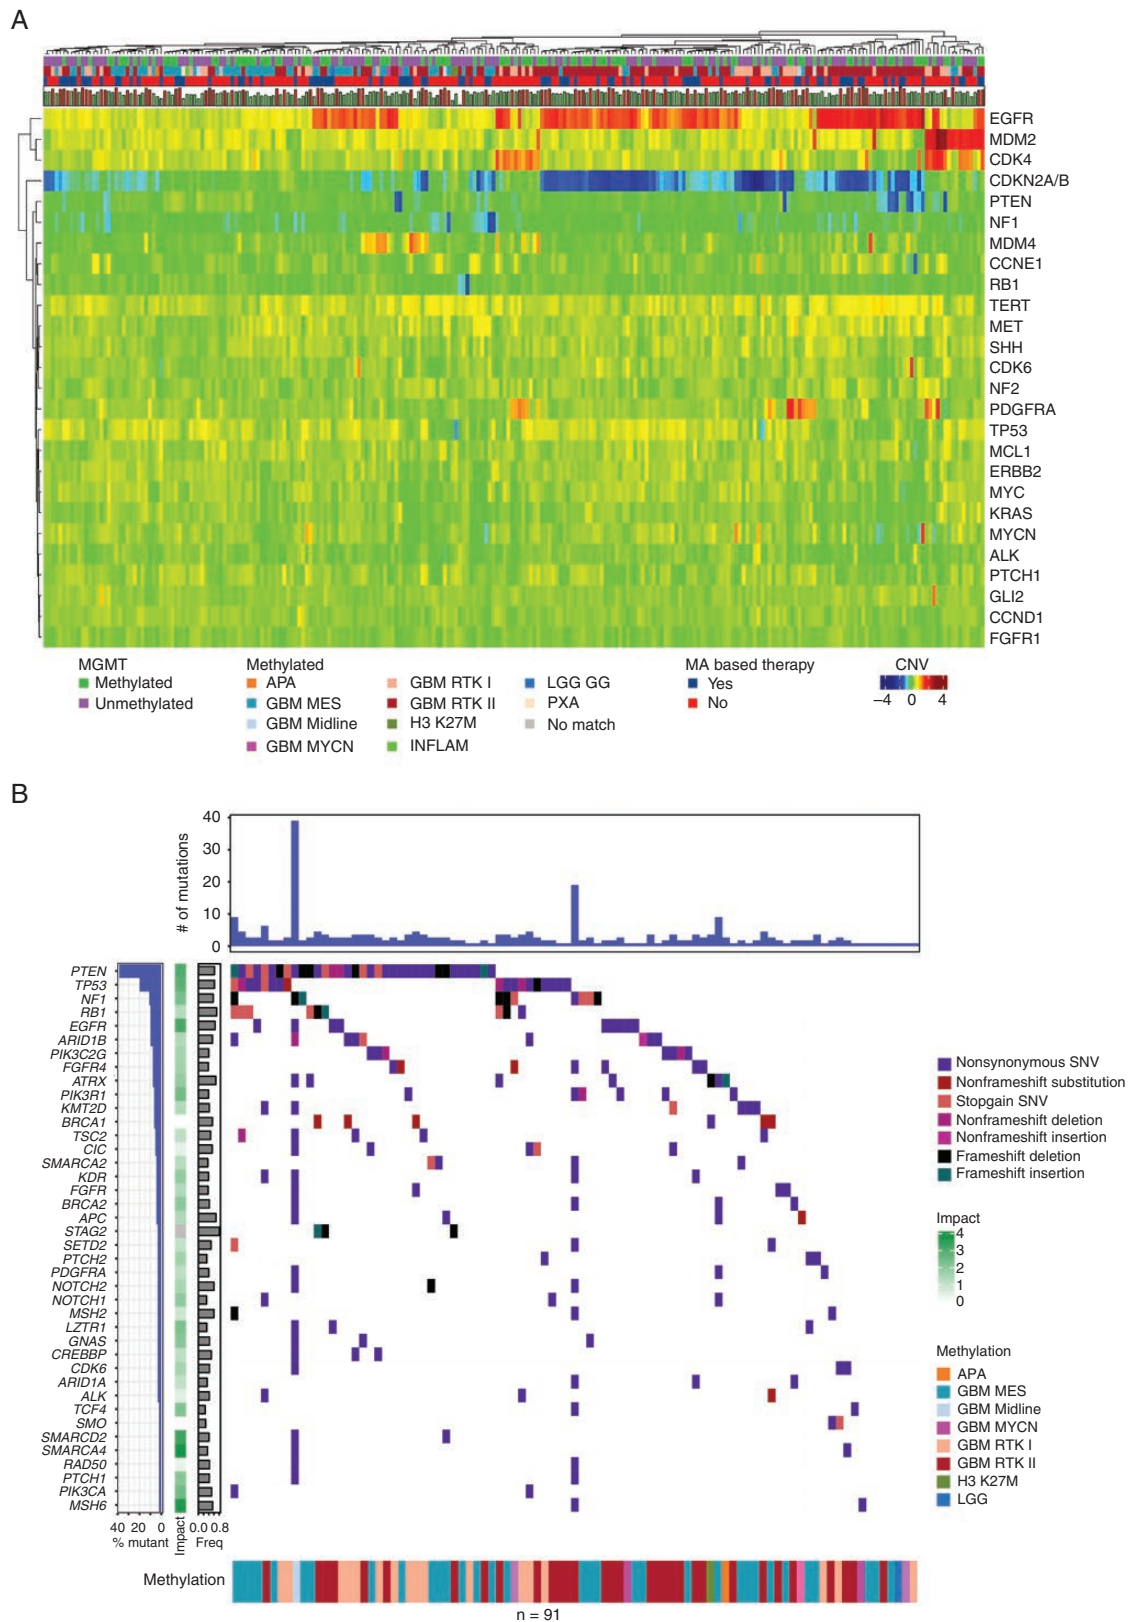 A
EGFR
MDM2
CDK4
CDKN2A/B
PTEN
NF1
MDM4
CCNE1
RB1
TERT
MET
SHH
CDK6
NF2
PDGFRA
TP53
MCL1
ERBB2
MYC
KRAS
MYCN
ALK
PTCH1
GLI2
CCND1
FGFR1
MGMT
Methylated
Unmethylated
Methylated
APA
GBM MES
GBM Midline
GBM MYCN
GBM RTK I
GBM RTK II
H3 K27M
INFLAM
LGG GG
PXA
No match
MA based therapy
Yes
No
CNV
−4 0 4
B
# of mutations
40
30
20
10
0
PTEN
TP53
NF1
RB1
EGFR
ARID1B
PIK3C2G
FGFR4
ATRX
PIK3R1
KMT2D
BRCA1
TSC2
CIC
SMARCA2
KDR
FGFR
BRCA2
APC
STAG2
SETD2
PTCH2
PDGFRA
NOTCH2
NOTCH1
MSH2
LZTR1
GNAS
CREBBP
CDK6
ARID1A
ALK
TCF4
SMO
SMARCD2
SMARCA4
RAD50
PTCH1
PIK3CA
MSH6
40 20 0
% mutant
Impact
0.0 0.8
Freq
Nonsynonymous SNV
Nonframeshift substitution
Stopgain SNV
Nonframeshift deletion
Nonframeshift insertion
Frameshift deletion
Frameshift insertion
Impact
4
3
2
1
0
Methylation
APA
GBM MES
GBM Midline
GBM MYCN
GBM RTK I
GBM RTK II
H3 K27M
LGG
Methylation
n = 91